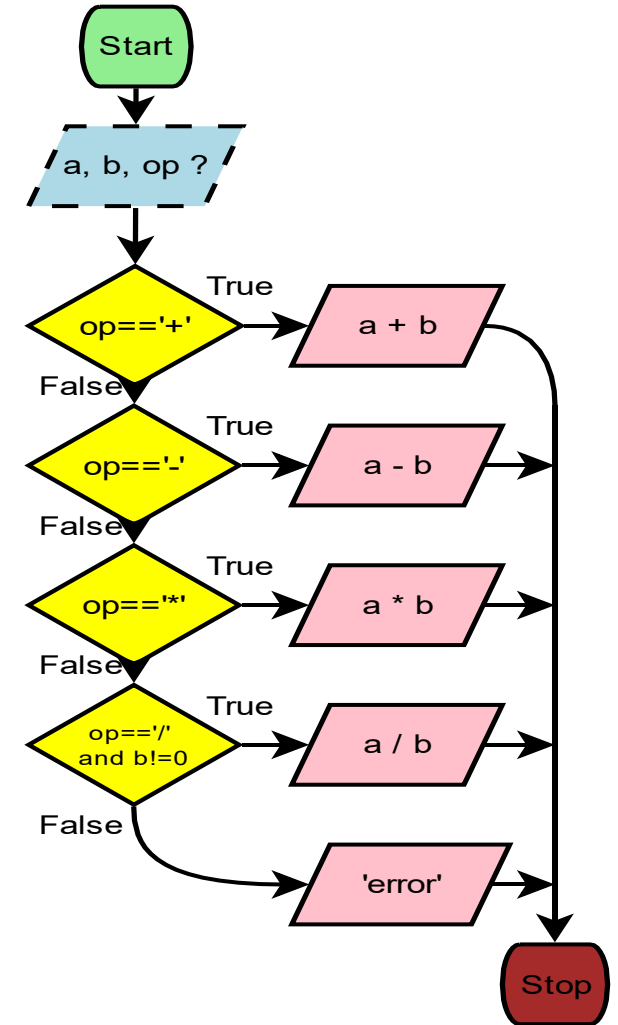 Start
a, b, op ?
op=='+'
True
a + b
False
op=='-'
True
a - b
False
op=='*'
True
a * b
False
op=='/'
and b!=0
True
a / b
False
'error'
Stop